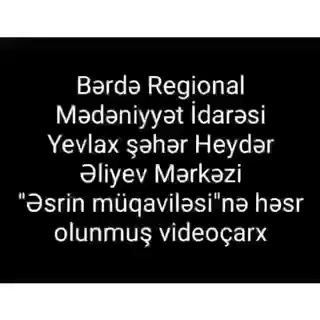 Bərdə Regional
Mədəniyyət İdarəsi
Yevlax şəhər Heydər
Əliyev Mərkəzi
"Əsrin müqaviləsi"nə həsr
olunmuş videoçarx